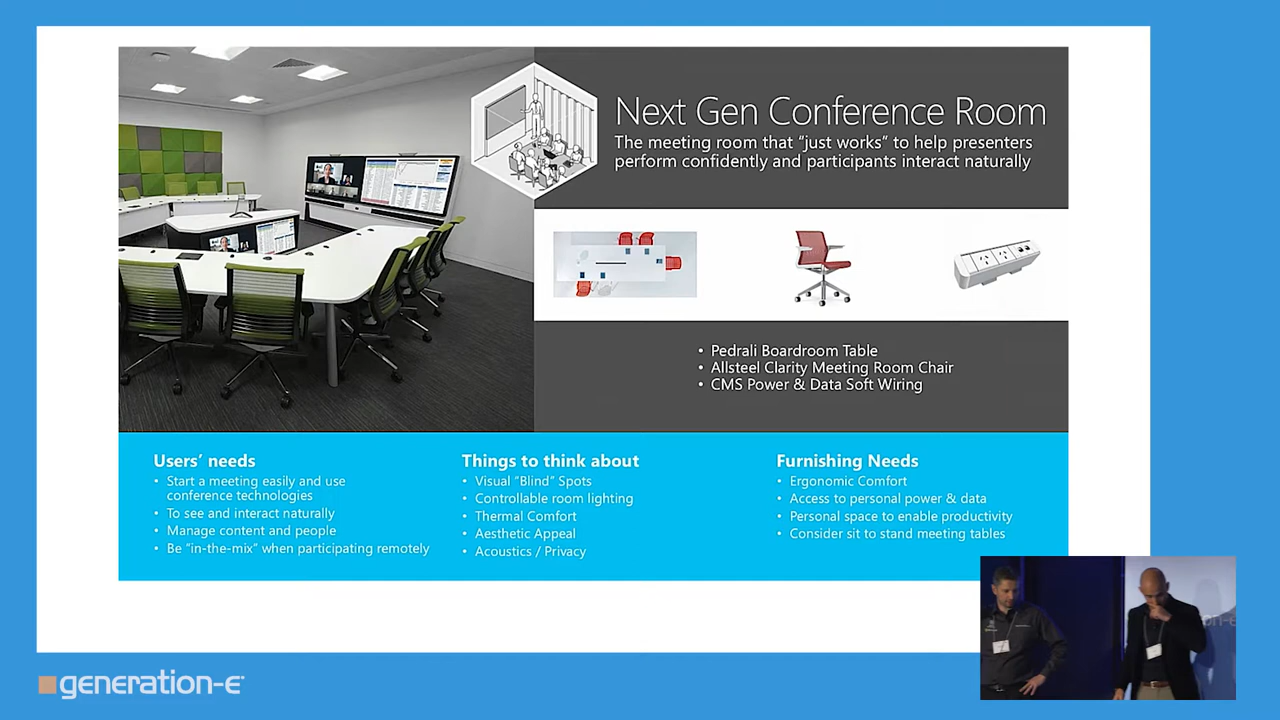 Next Gen Conference Room
The meeting room that "just works" to help presenters
perform confidently and participants interact naturally
• Pedrali Boardroom Table
• Allsteel Clarity Meeting Room Chair
• CMS Power & Data Soft Wiring
Users' needs
• Start a meeting easily and use
conference technologies
• To see and interact naturally
• Manage content and people
• Be "in-the-mix" when participating remotely
Things to think about
• Visual "Blind" Spots
• Controllable room lighting
• Thermal Comfort
• Aesthetic Appeal
• Acoustics / Privacy
Furnishing Needs
• Ergonomic Comfort
• Access to personal power & data
• Personal space to enable productivity
• Consider sit to stand meeting tables
generation-e